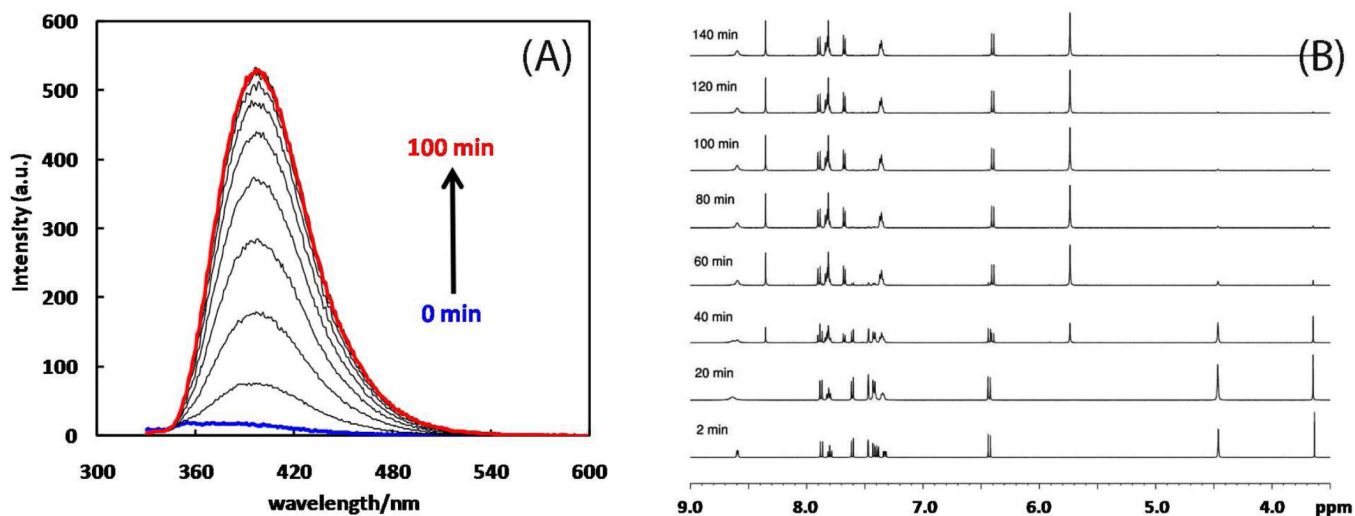 600
(A)
500
400
100 min
300
200
0 min
100
0
300
360
420
480
540
600
Intensity (a.u.)
wavelength/nm
(B)
140 min
120 min
100 min
80 min
60 min
40 min
20 min
2 min
9.0
8.0
7.0
6.0
5.0
4.0
ppm